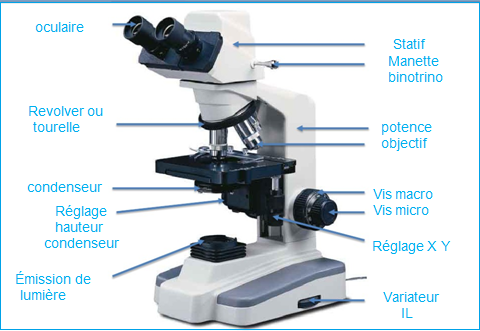 oculaire
Statif
Manette
binotrino
Revolver ou
tourelle
potence
objectif
condenseur
Réglage
hauteur
condenseur
Vis macro
Vis micro
Réglage X Y
Émission de
lumière
Variateur
IL